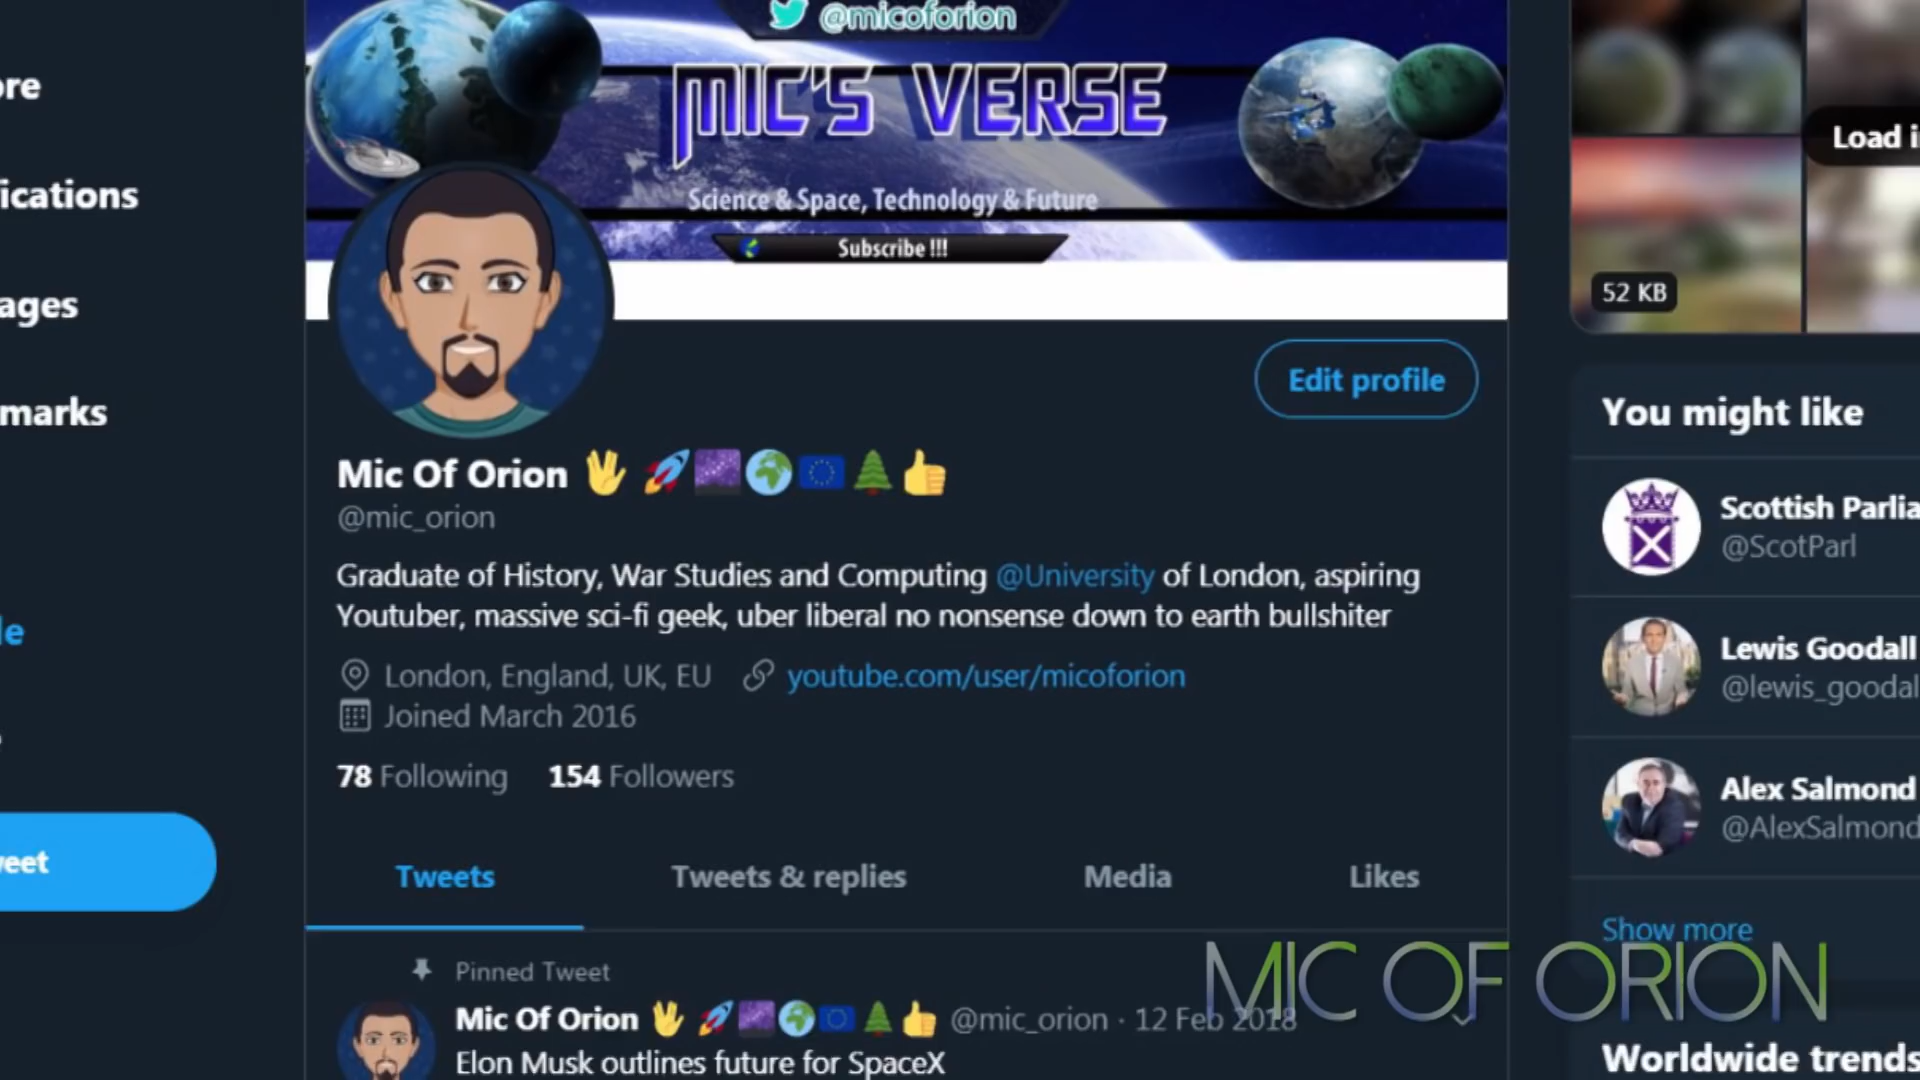 @micoforion
MIC'S VERSE
Science & Space, Technology & Future
Subscribe !!!
ore
ications
ages
marks
le
e
weet
Edit profile
Mic Of Orion 🖖 🚀🌌🌍🇪🇺🌲👍
@mic_orion
Graduate of History, War Studies and Computing @University of London, aspiring
Youtuber, massive sci-fi geek, uber liberal no nonsense down to earth bullshiter
London, England, UK, EU youtube.com/user/micoforion
Joined March 2016
78 Following 154 Followers
Tweets Tweets & replies Media Likes
Pinned Tweet
Mic Of Orion 🖖 🚀🌌🌍🇪🇺🌲👍 @mic_orion · 12 Feb 2018
Elon Musk outlines future for SpaceX
Load i
52 KB
You might like
Scottish Parlia
@ScotParl
Lewis Goodall
@lewis_goodal
Alex Salmond
@AlexSalmond
Show more
MIC OF ORION
Worldwide trends